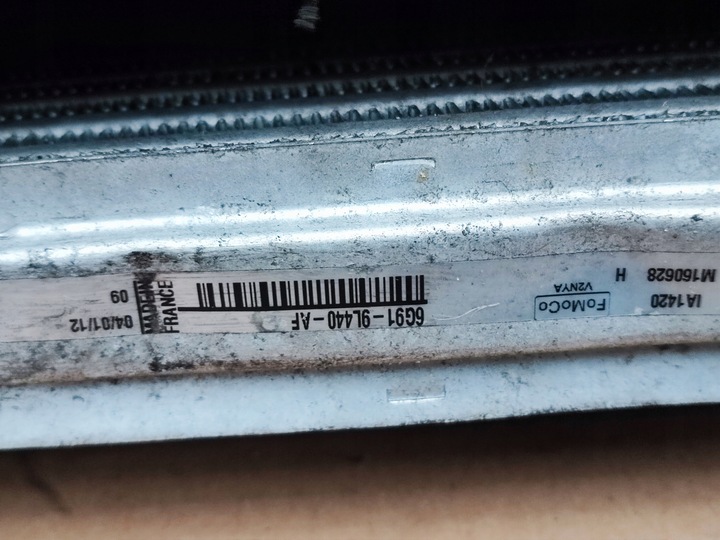 IA1420
M160628 H
FoMoCo
V2NYA
6G91-9L440-AF
MADE IN
FRANCE
04/01/12
09